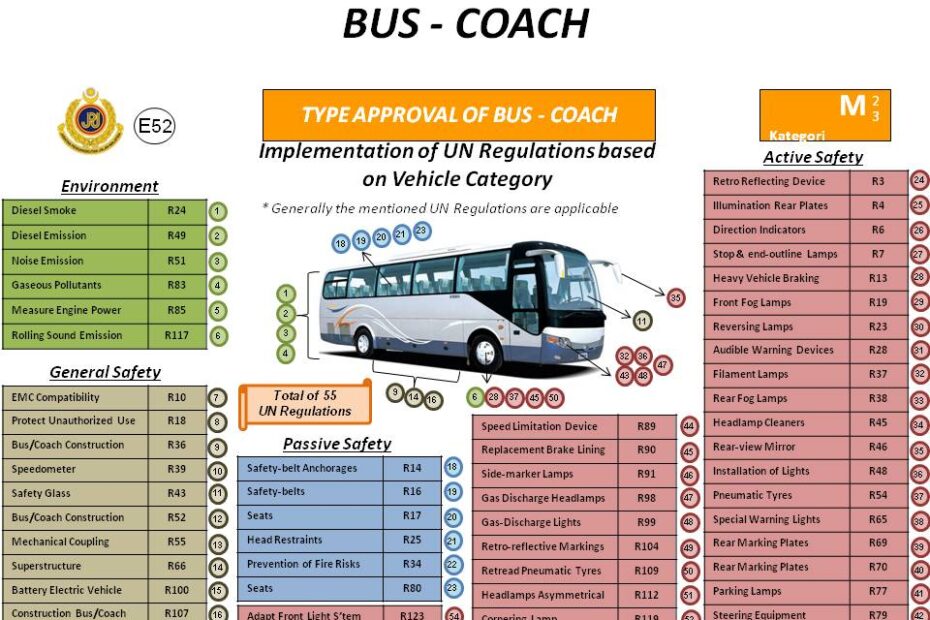 BUS - COACH
E52
TYPE APPROVAL OF BUS - COACH
M 2 3
Kategori
Implementation of UN Regulations based
on Vehicle Category
* Generally the mentioned UN Regulations are applicable
Environment
Diesel Smoke R24 1
Diesel Emission R49 2
Noise Emission R51 3
Gaseous Pollutants R83 4
Measure Engine Power R85 5
Rolling Sound Emission R117 6
General Safety
EMC Compatibility R10 7
Protect Unauthorized Use R18 8
Bus/Coach Construction R36 9
Speedometer R39 10
Safety Glass R43 11
Bus/Coach Construction R52 12
Mechanical Coupling R55 13
Superstructure R66 14
Battery Electric Vehicle R100 15
Construction Bus/Coach R107 16
18 19 20 21 23
1
2
3
4
35
11
32 36 47
43 48
9 14 16
6 28 37 45 50
Total of 55
UN Regulations
Passive Safety
Safety-belt Anchorages R14 18
Safety-belts R16 19
Seats R17 20
Head Restraints R25 21
Prevention of Fire Risks R34 22
Seats R80 23
Adapt Front Light S'tem R123 54
Speed Limitation Device R89 44
Replacement Brake Lining R90 45
Side-marker Lamps R91 46
Gas Discharge Headlamps R98 47
Gas-Discharge Lights R99 48
Retro-reflective Markings R104 49
Retread Pneumatic Tyres R109 50
Headlamps Asymmetrical R112 51
Cornering Lamp R119 52
Active Safety
Retro Reflecting Device R3 24
Illumination Rear Plates R4 25
Direction Indicators R6 26
Stop & end-outline Lamps R7 27
Heavy Vehicle Braking R13 28
Front Fog Lamps R19 29
Reversing Lamps R23 30
Audible Warning Devices R28 31
Filament Lamps R37 32
Rear Fog Lamps R38 33
Headlamp Cleaners R45 34
Rear-view Mirror R46 35
Installation of Lights R48 36
Pneumatic Tyres R54 37
Special Warning Lights R65 38
Rear Marking Plates R69 39
Rear Marking Plates R70 40
Parking Lamps R77 41
Steering Equipment R79 42